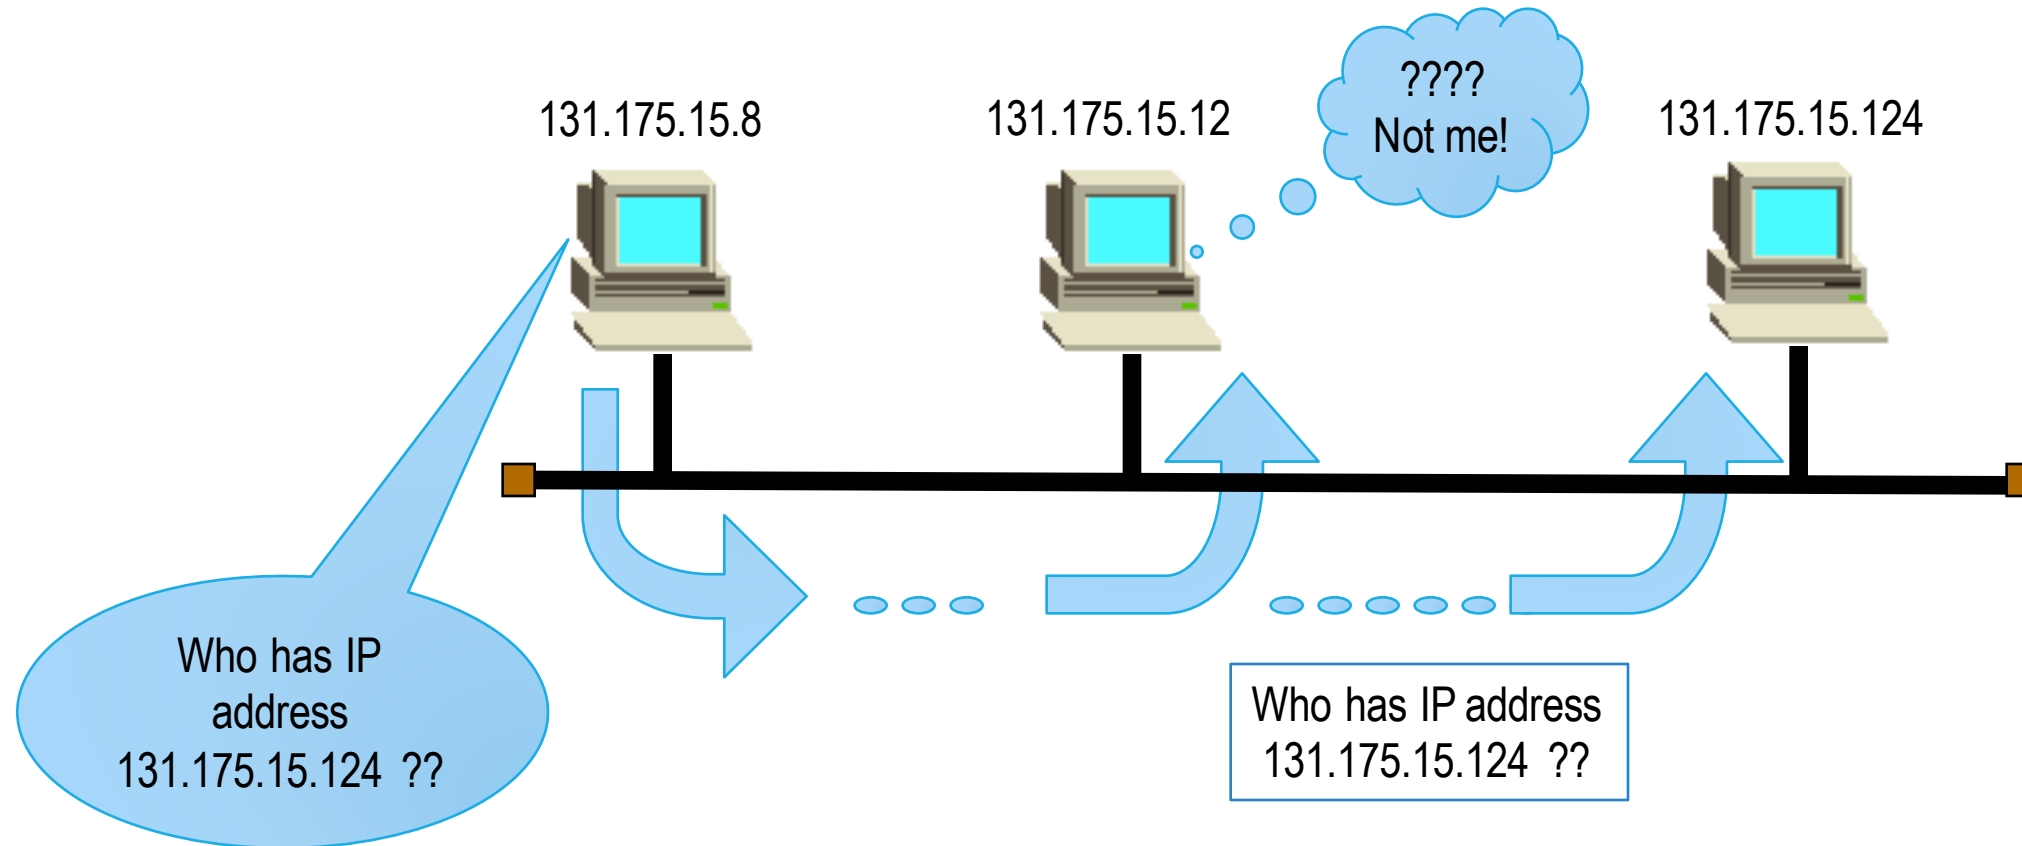 ????
Not me!
131.175.15.8
131.175.15.12
131.175.15.124
Who has IP
address
131.175.15.124 ??
Who has IP address
131.175.15.124 ??